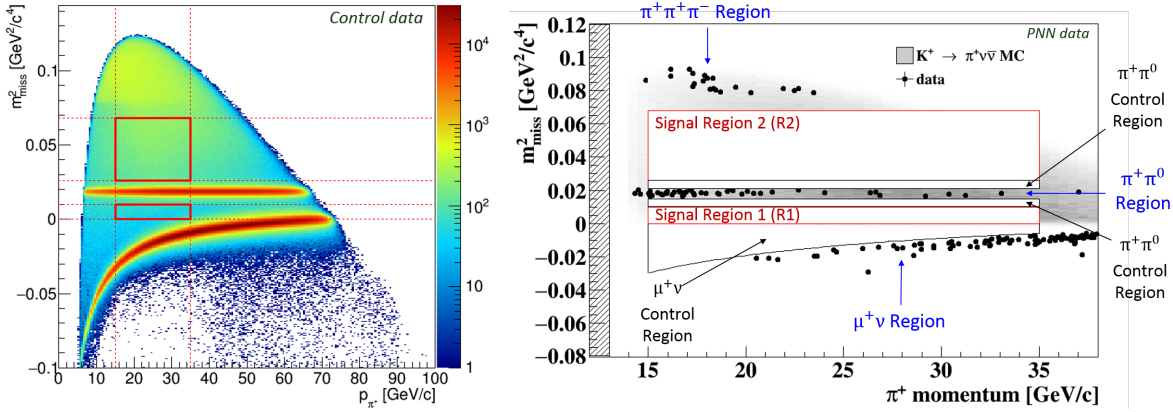 Control data
m²miss [GeV²/c⁴]
0.1
0.05
0
−0.05
−0.1
0 10 20 30 40 50 60 70 80 90 100
pπ+ [GeV/c]
10⁴
10³
10²
10
1
π⁺π⁺π⁻ Region
PNN data
m²miss [GeV²/c⁴]
0.12
0.1
0.08
0.06
0.04
0.02
0
−0.02
−0.04
−0.06
−0.08
K⁺ → π⁺νν̄ MC
data
Signal Region 2 (R2)
Signal Region 1 (R1)
π⁺π⁰
Control
Region
π⁺π⁰
Region
π⁺π⁰
Control
Region
μ⁺ν
Control
Region
μ⁺ν Region
15 20 25 30 35
π⁺ momentum [GeV/c]